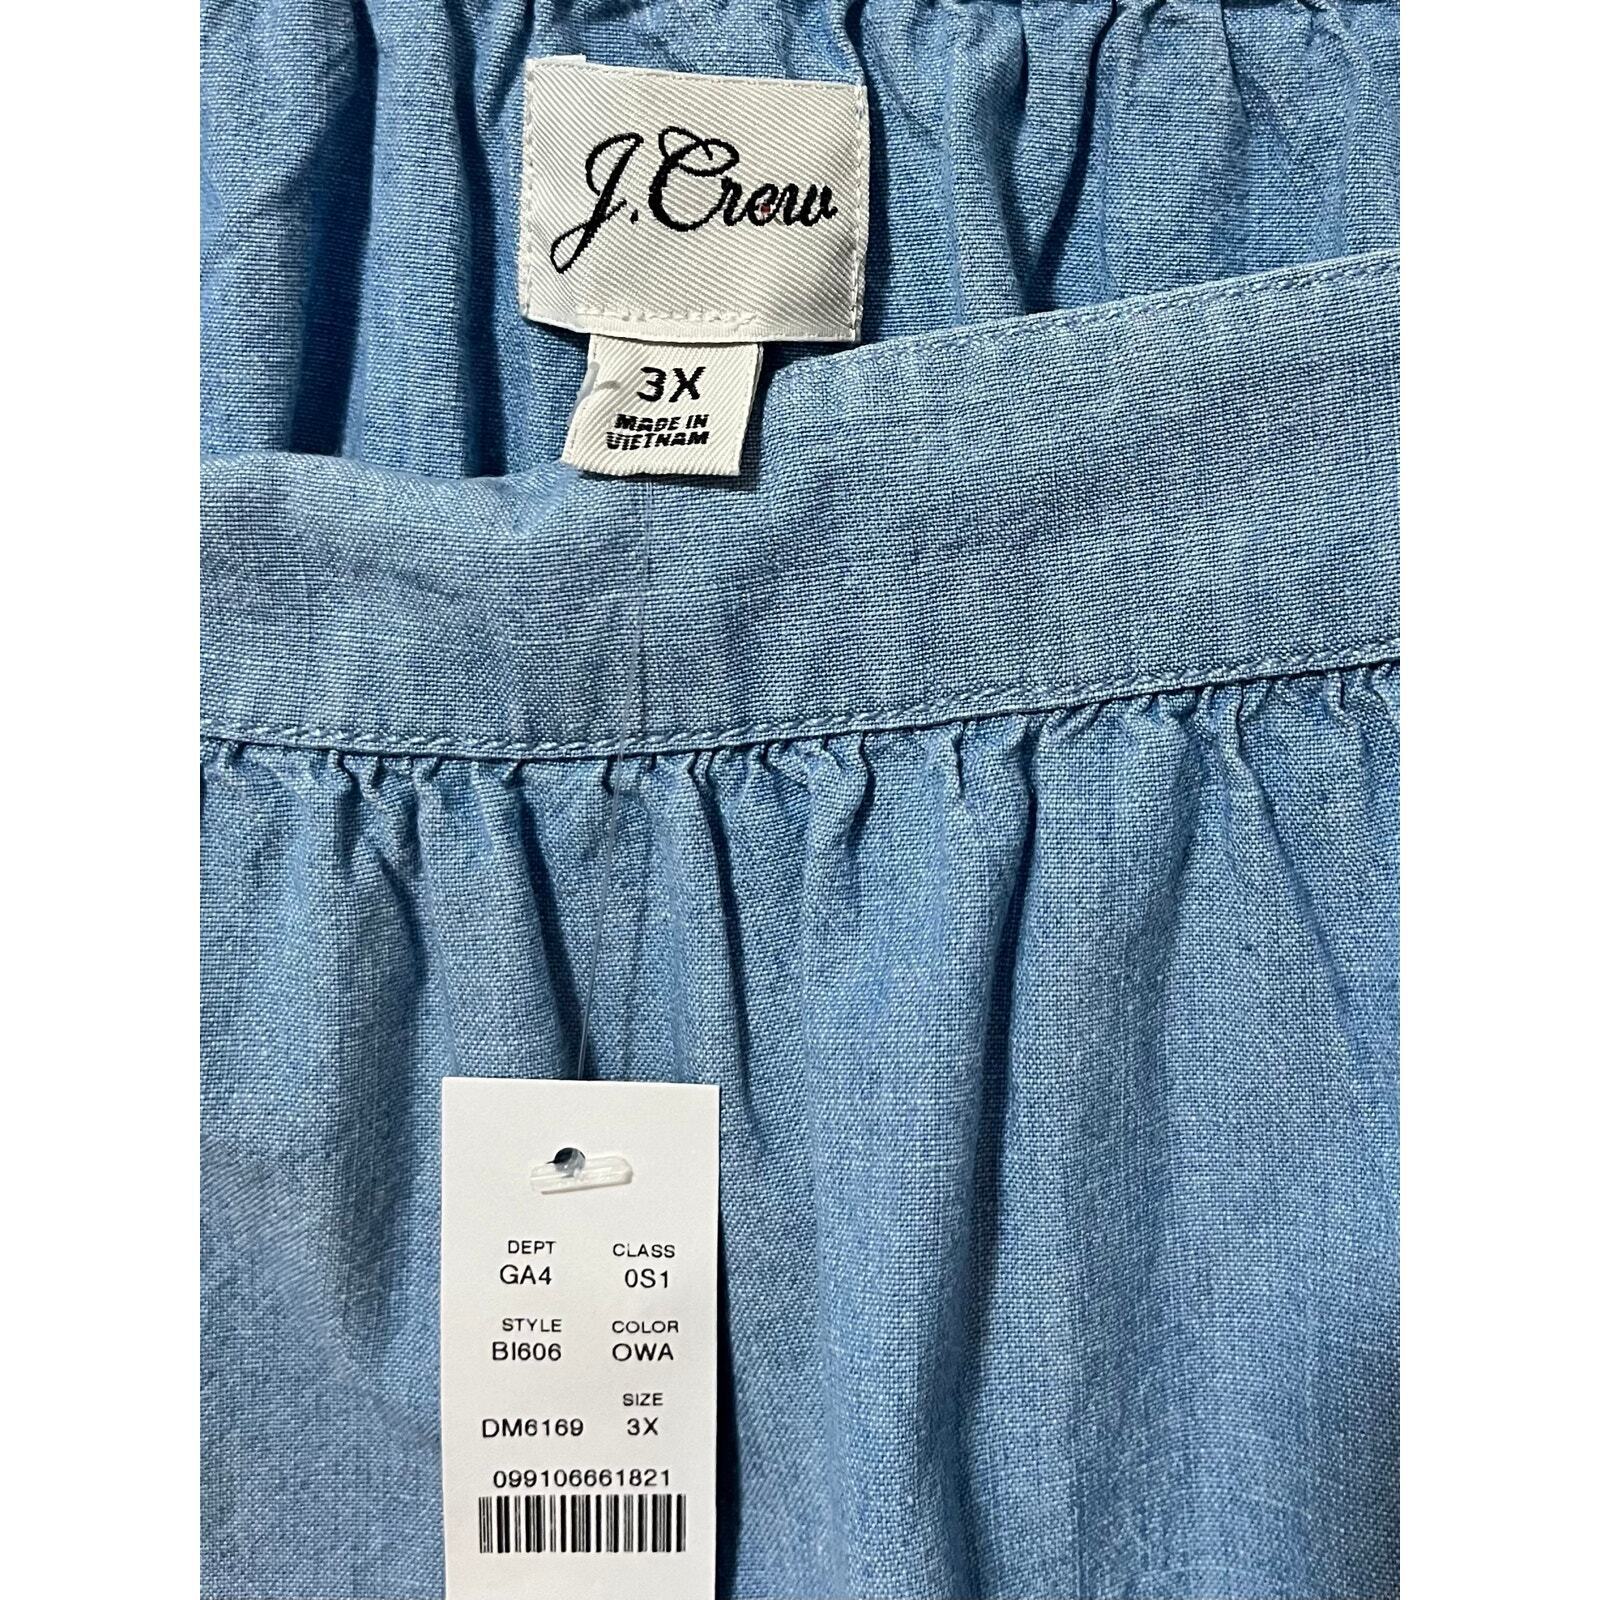 J.Crew
3X
MADE IN
VIETNAM
DEPT CLASS
GA4 0S1
STYLE COLOR
BI606 OWA
SIZE
DM6169 3X
099106661821